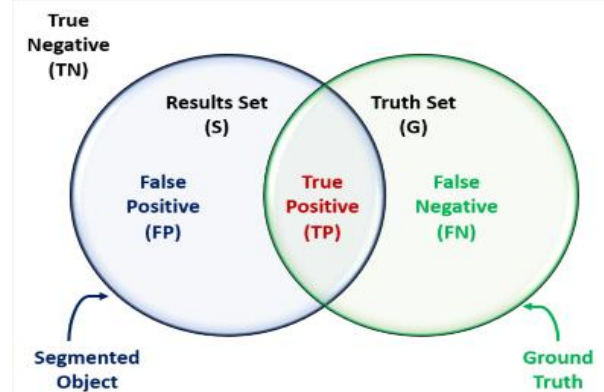 True
Negative
(TN)
Results Set
(S)
Truth Set
(G)
False
Positive
(FP)
True
Positive
(TP)
False
Negative
(FN)
Segmented
Object
Ground
Truth